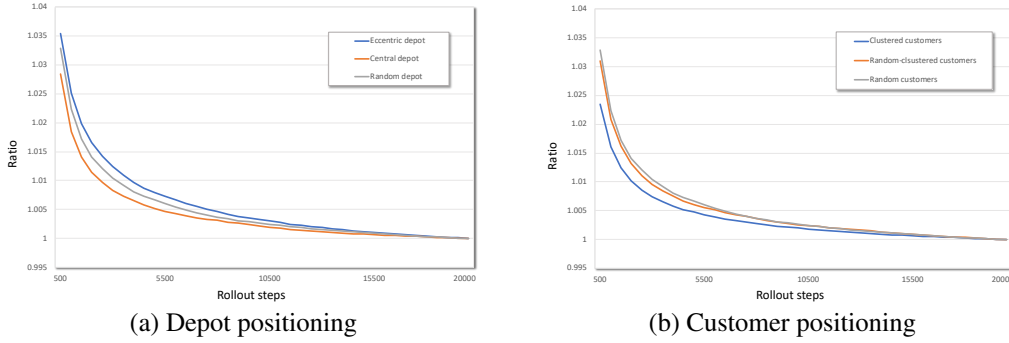 1.04
1.035
1.03
1.025
1.02
1.015
1.01
1.005
1
0.995
Ratio
Eccentric depot
Central depot
Random depot
500 5500 10500 15500 20000
Rollout steps
(a) Depot positioning
1.04
1.035
1.03
1.025
1.02
1.015
1.01
1.005
1
0.995
Ratio
Clustered customers
Random-clsustered customers
Random customers
500 5500 10500 15500 20000
Rollout steps
(b) Customer positioning